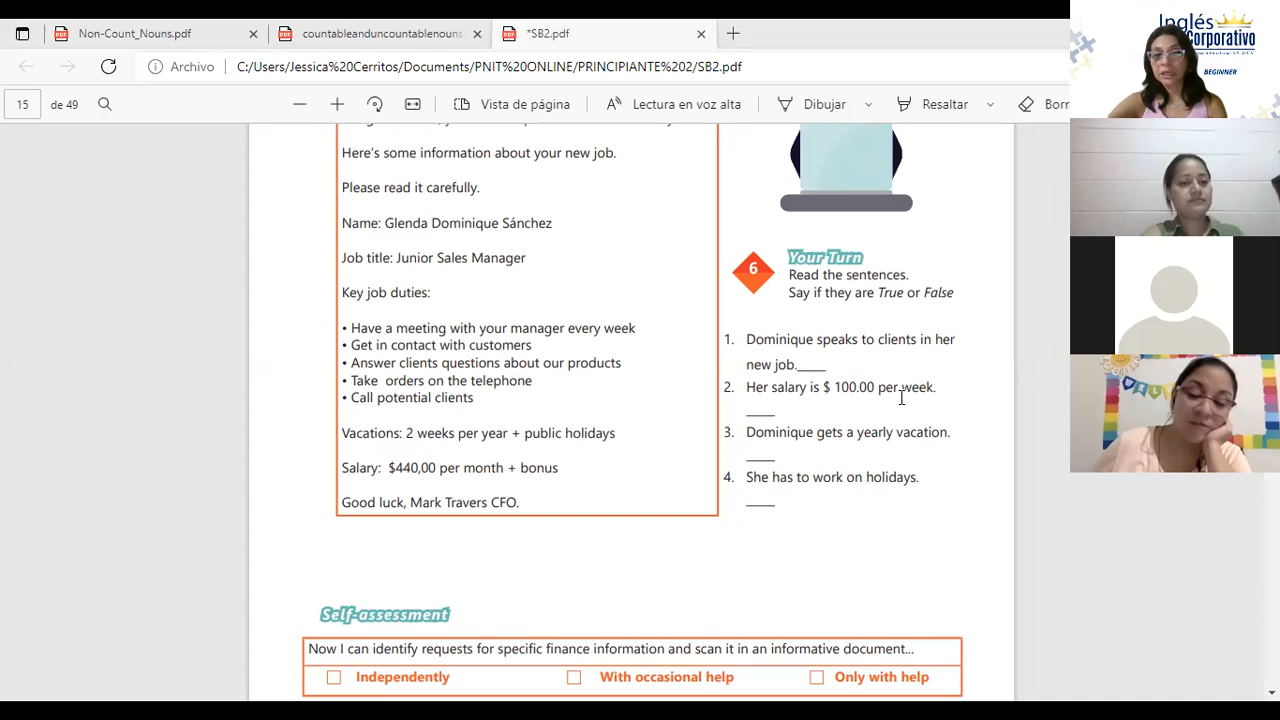 Non-Count_Nouns.pdf
countableanduncountablenouns
*SB2.pdf
Archivo
C:/Users/Jessica%20Cerritos/Documents/PNIE%20ONLINE/PRINCIPIANTE%202/SB2.pdf
15
de 49
Vista de página
Lectura en voz alta
Dibujar
Resaltar
Borra
Here's some information about your new job.
Please read it carefully.
Name: Glenda Dominique Sánchez
Job title: Junior Sales Manager
Key job duties:
• Have a meeting with your manager every week
• Get in contact with customers
• Answer clients questions about our products
• Take orders on the telephone
• Call potential clients
Vacations: 2 weeks per year + public holidays
Salary: $440,00 per month + bonus
Good luck, Mark Travers CFO.
6
Your Turn
Read the sentences.
Say if they are True or False
1. Dominique speaks to clients in her
new job.____
2. Her salary is $ 100.00 per week.
____
3. Dominique gets a yearly vacation.
____
4. She has to work on holidays.
____
Self-assessment
Now I can identify requests for specific finance information and scan it in an informative document...
Independently
With occasional help
Only with help
Inglés
Corporativo
BEGINNER